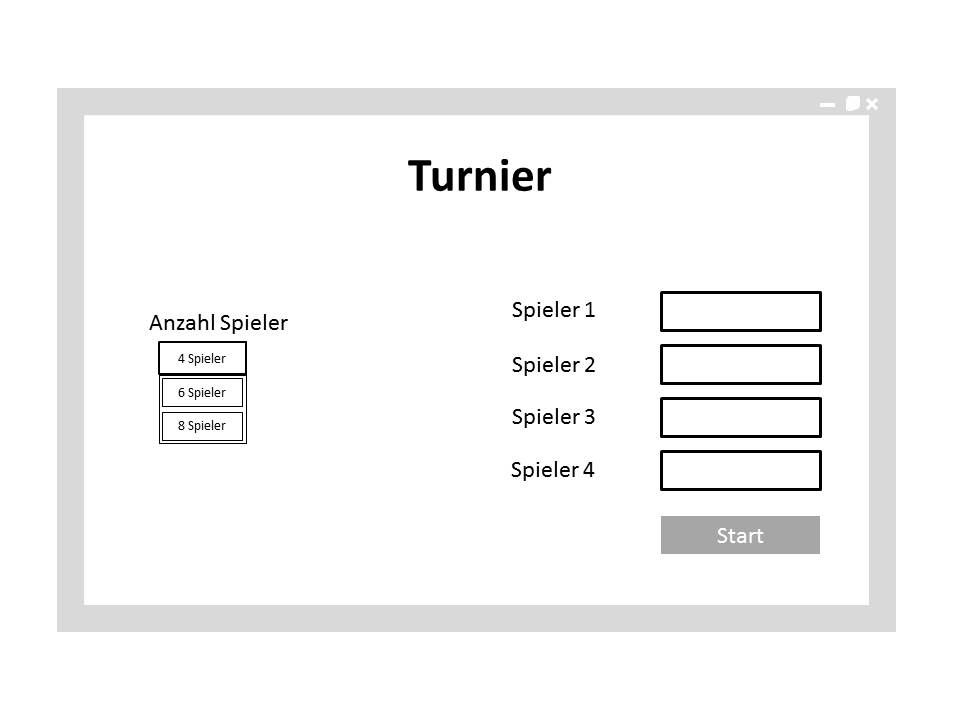 Turnier
Anzahl Spieler
4 Spieler
6 Spieler
8 Spieler
Spieler 1
Spieler 2
Spieler 3
Spieler 4
Start